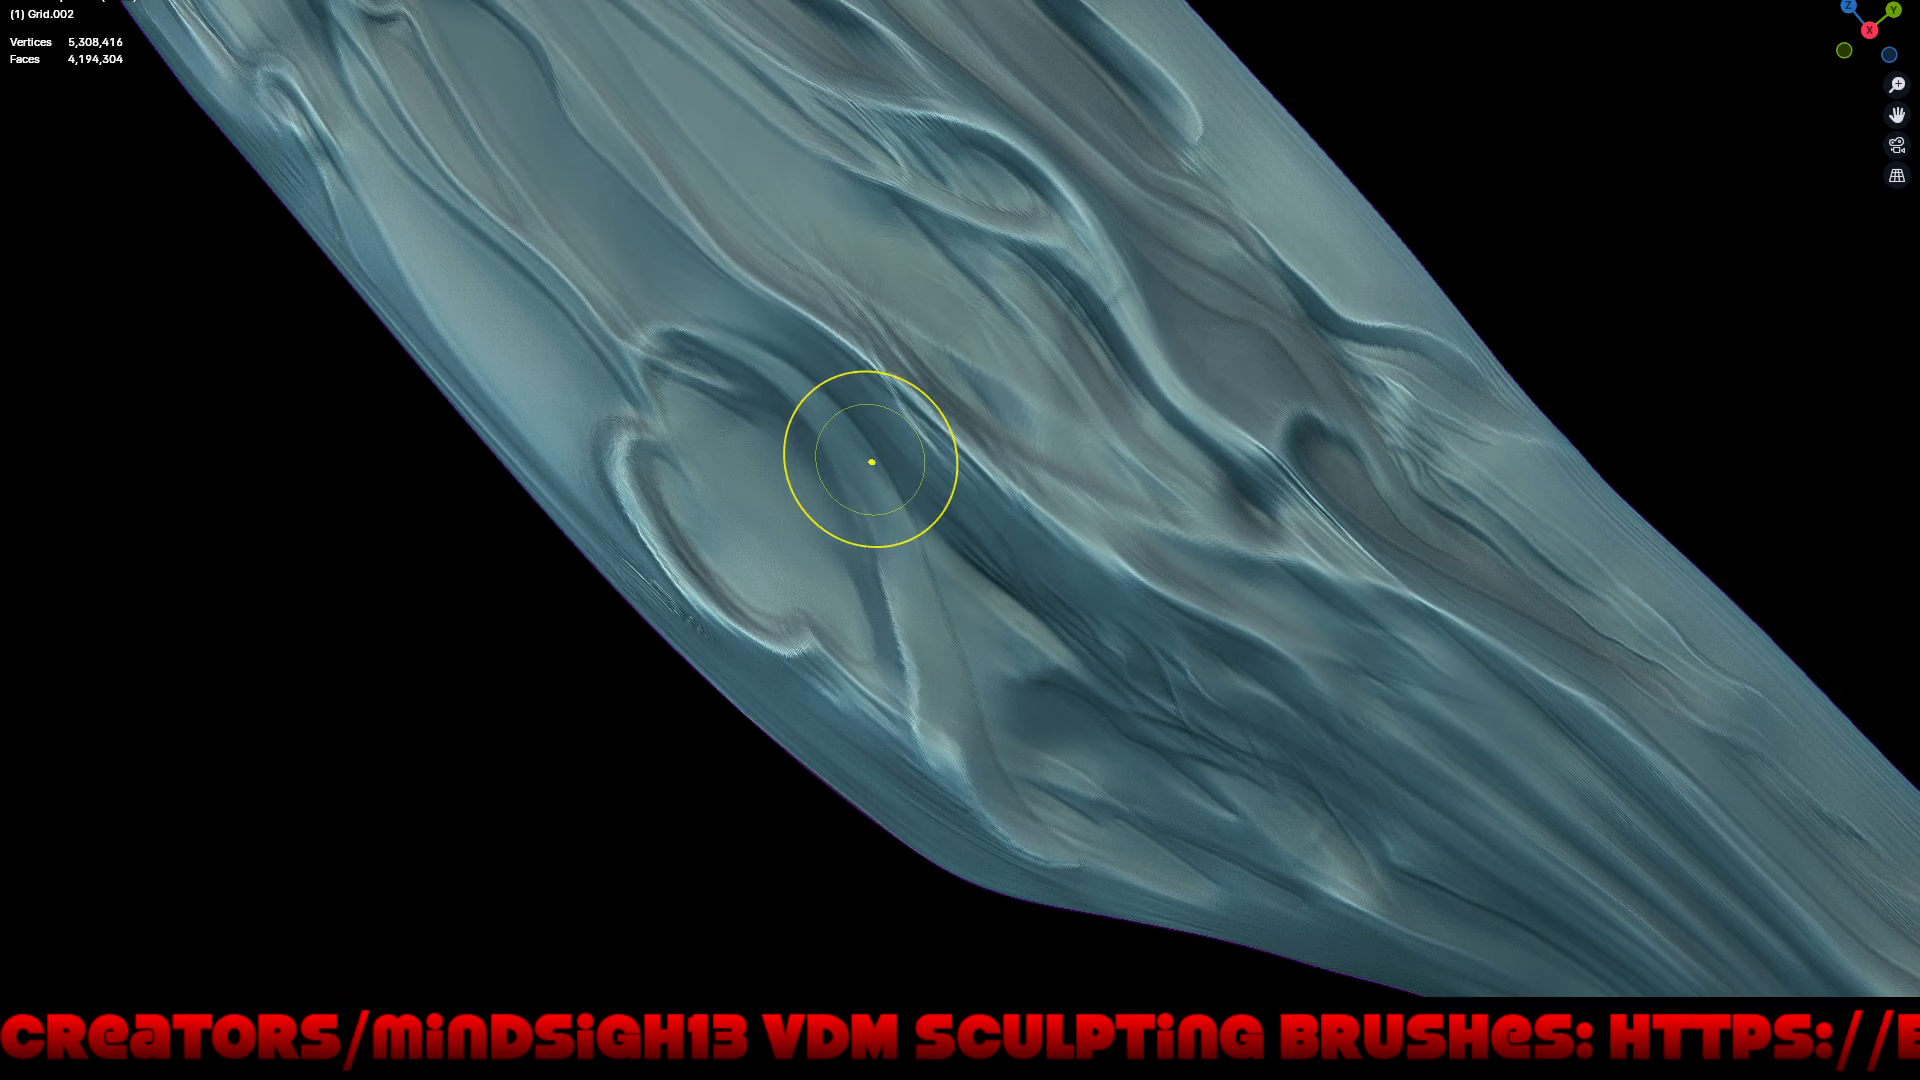 (1) Grid.002
Vertices 5,308,416
Faces 4,194,304
Z
Y
X
CREATORS/MINDSIGH13 VDM SCULPTING BRUSHES: HTTPS://